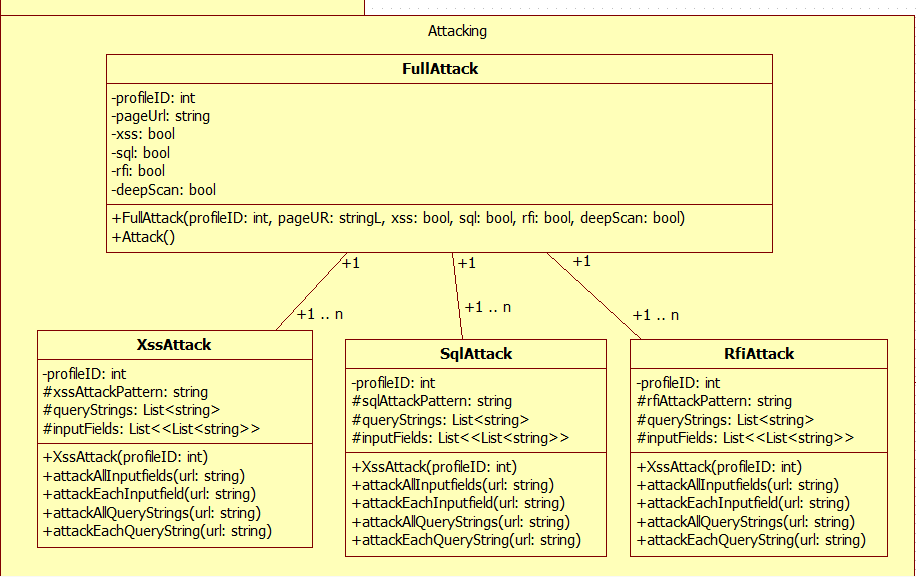 Attacking
FullAttack
-profileID: int
-pageUrl: string
-xss: bool
-sql: bool
-rfi: bool
-deepScan: bool
+FullAttack(profileID: int, pageUR: stringL, xss: bool, sql: bool, rfi: bool, deepScan: bool)
+Attack()
+1
+1
+1
+1 .. n
+1 .. n
+1 .. n
XssAttack
-profileID: int
#xssAttackPattern: string
#queryStrings: List<string>
#inputFields: List<<List<string>>
+XssAttack(profileID: int)
+attackAllInputfields(url: string)
+attackEachInputfield(url: string)
+attackAllQueryStrings(url: string)
+attackEachQueryString(url: string)
SqlAttack
-profileID: int
#sqlAttackPattern: string
#queryStrings: List<string>
#inputFields: List<<List<string>>
+XssAttack(profileID: int)
+attackAllInputfields(url: string)
+attackEachInputfield(url: string)
+attackAllQueryStrings(url: string)
+attackEachQueryString(url: string)
RfiAttack
-profileID: int
#rfiAttackPattern: string
#queryStrings: List<string>
#inputFields: List<<List<string>>
+XssAttack(profileID: int)
+attackAllInputfields(url: string)
+attackEachInputfield(url: string)
+attackAllQueryStrings(url: string)
+attackEachQueryString(url: string)